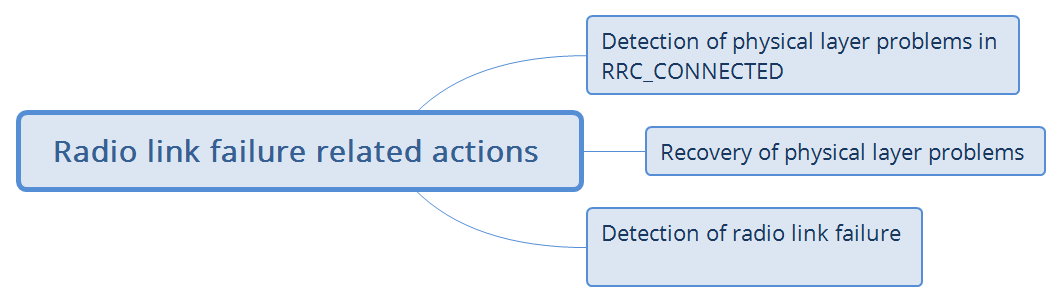 Detection of physical layer problems in
RRC_CONNECTED
Radio link failure related actions
Recovery of physical layer problems
Detection of radio link failure